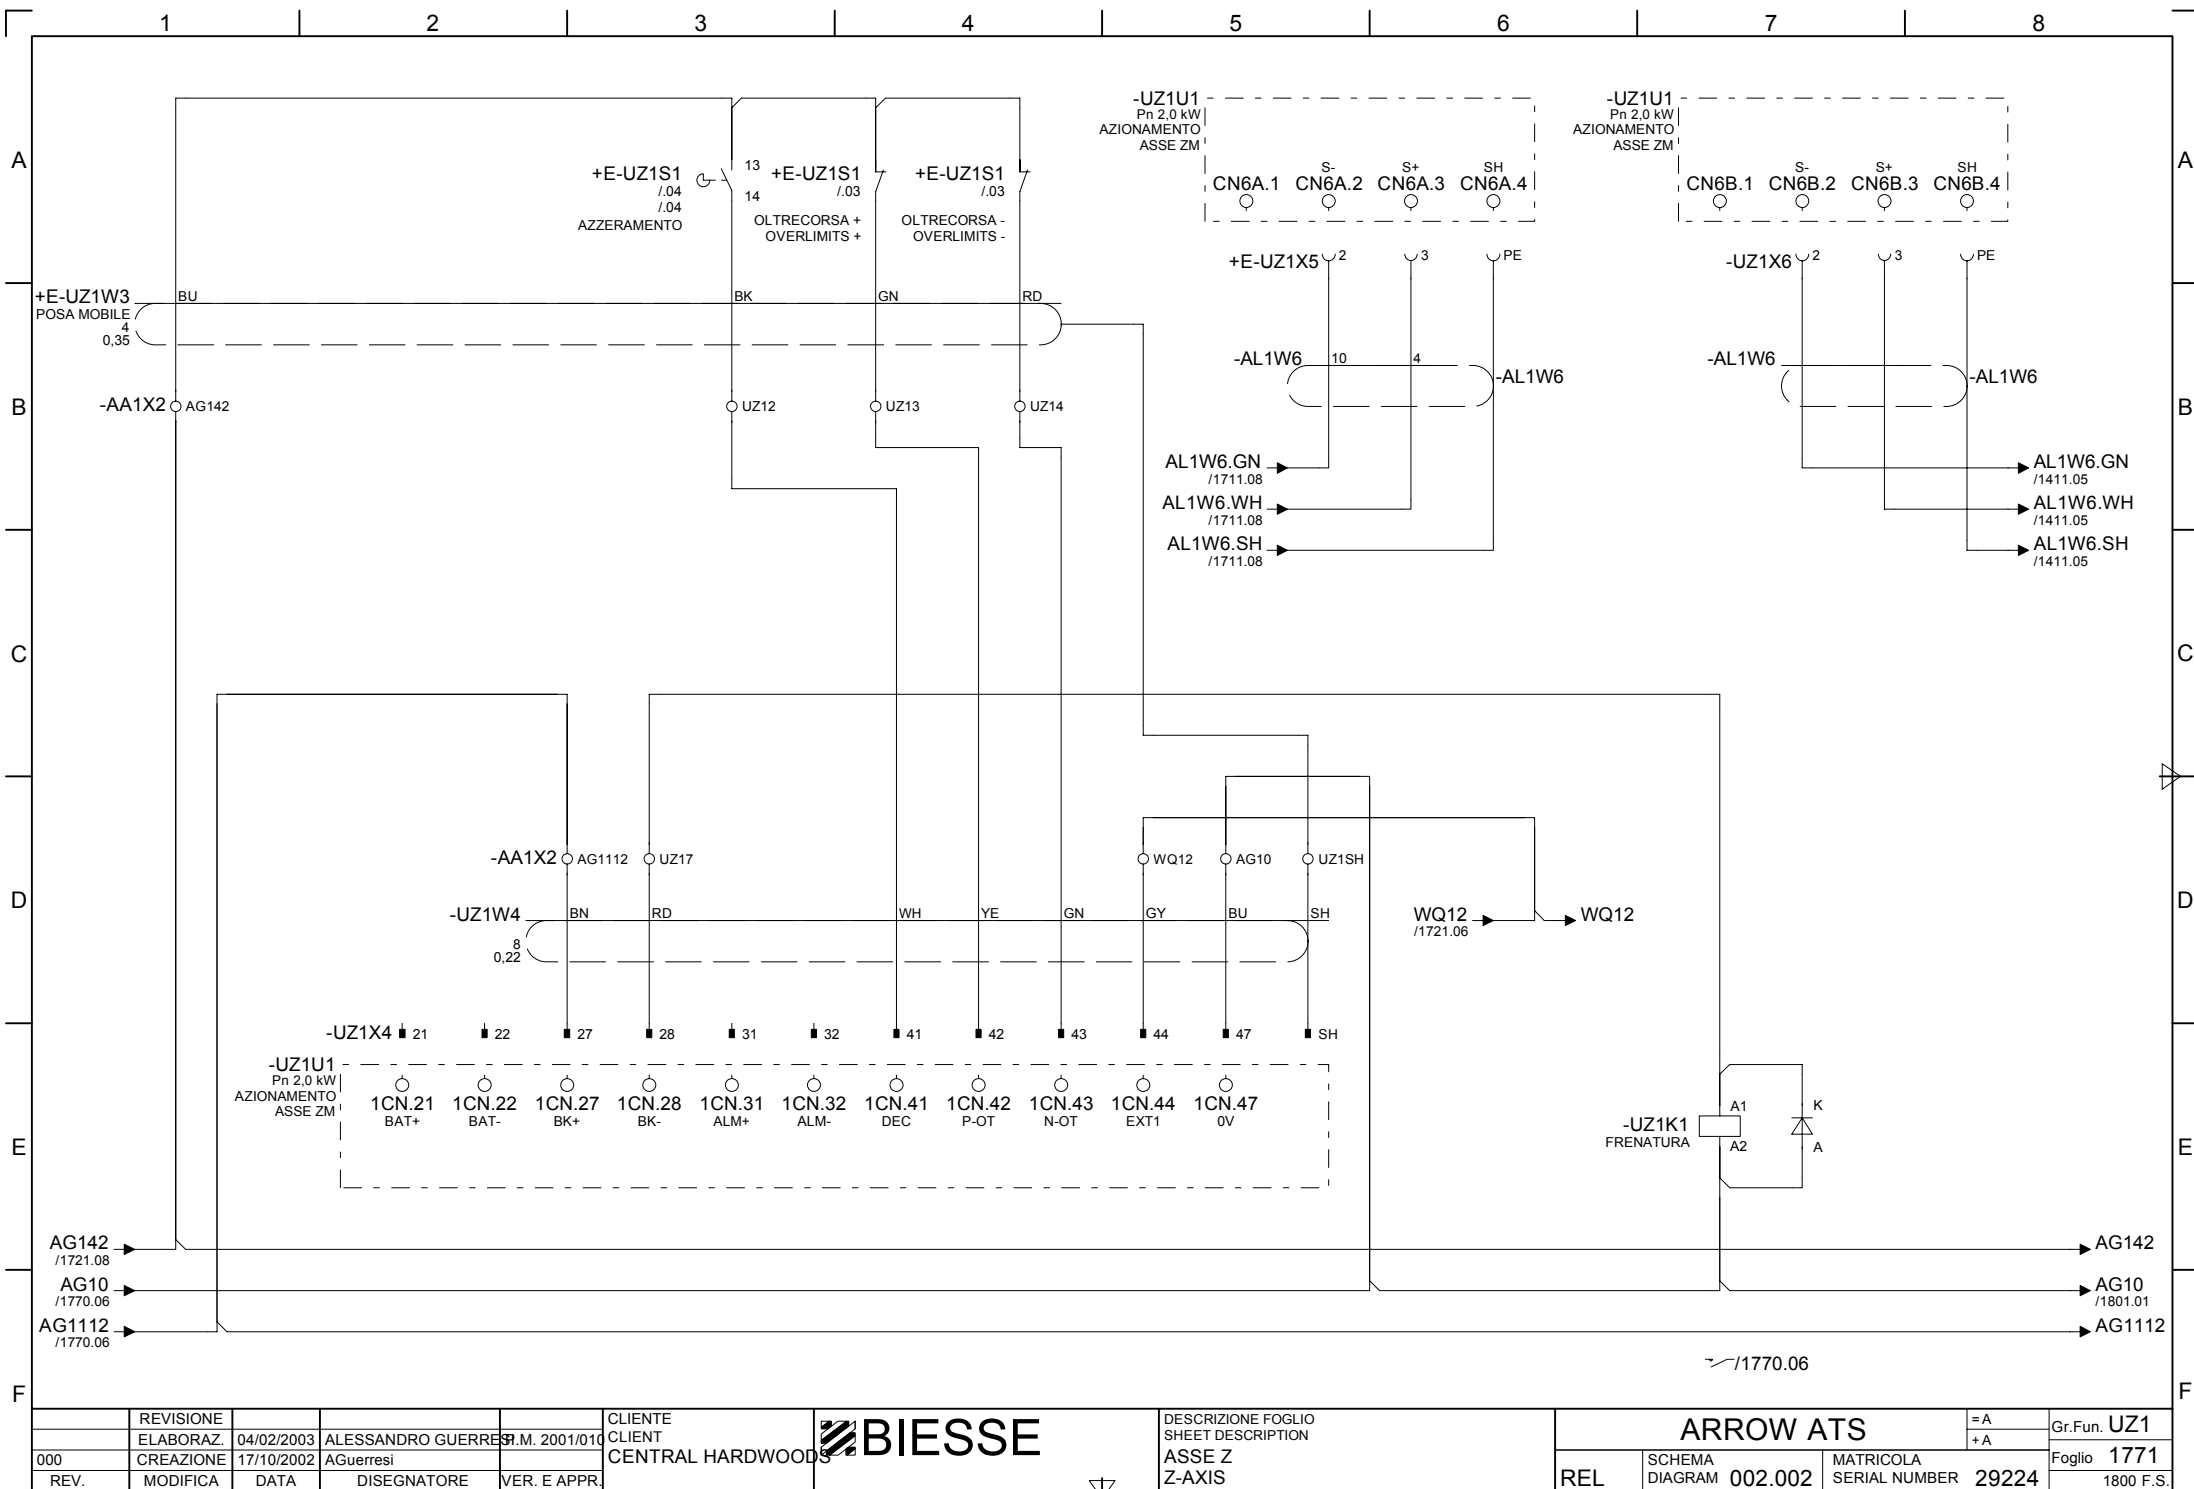 1 2 3 4 5 6 7 8
A A
B B
C C
D D
E E
F F
+E-UZ1S1
/.04
/.04
AZZERAMENTO
13
14
+E-UZ1S1
/.03
OLTRECORSA +
OVERLIMITS +
+E-UZ1S1
/.03
OLTRECORSA -
OVERLIMITS -
-UZ1U1
Pn 2,0 kW
AZIONAMENTO
ASSE ZM
S- S+ SH
CN6A.1 CN6A.2 CN6A.3 CN6A.4
-UZ1U1
Pn 2,0 kW
AZIONAMENTO
ASSE ZM
S- S+ SH
CN6B.1 CN6B.2 CN6B.3 CN6B.4
+E-UZ1X5 2 3 PE
-UZ1X6 2 3 PE
+E-UZ1W3 BU BK GN RD
POSA MOBILE
4
0,35
-AL1W6 10 4 -AL1W6
-AL1W6 -AL1W6
-AA1X2 AG142 UZ12 UZ13 UZ14
AL1W6.GN
/1711.08
AL1W6.WH
/1711.08
AL1W6.SH
/1711.08
AL1W6.GN
/1411.05
AL1W6.WH
/1411.05
AL1W6.SH
/1411.05
-AA1X2 AG1112 UZ17 WQ12 AG10 UZ1SH
-UZ1W4 BN RD WH YE GN GY BU SH
8
0,22
WQ12
/1721.06
WQ12
-UZ1X4 21 22 27 28 31 32 41 42 43 44 47 SH
-UZ1U1
Pn 2,0 kW
AZIONAMENTO
ASSE ZM
1CN.21 1CN.22 1CN.27 1CN.28 1CN.31 1CN.32 1CN.41 1CN.42 1CN.43 1CN.44 1CN.47
BAT+ BAT- BK+ BK- ALM+ ALM- DEC P-OT N-OT EXT1 0V
-UZ1K1
FRENATURA
A1
A2
K
A
AG142
/1721.08
AG142
AG10
/1770.06
AG10
/1801.01
AG1112
/1770.06
AG1112
/1770.06
REVISIONE
ELABORAZ. 04/02/2003 ALESSANDRO GUERRESI P.M. 2001/010
000 CREAZIONE 17/10/2002 AGuerresi
REV. MODIFICA DATA DISEGNATORE VER. E APPR.
CLIENTE
CLIENT
CENTRAL HARDWOODS
BIESSE
DESCRIZIONE FOGLIO
SHEET DESCRIPTION
ASSE Z
Z-AXIS
ARROW ATS
= A
+ A
Gr.Fun. UZ1
REL
SCHEMA
DIAGRAM 002.002
MATRICOLA
SERIAL NUMBER 29224
Foglio 1771
1800 F.S.